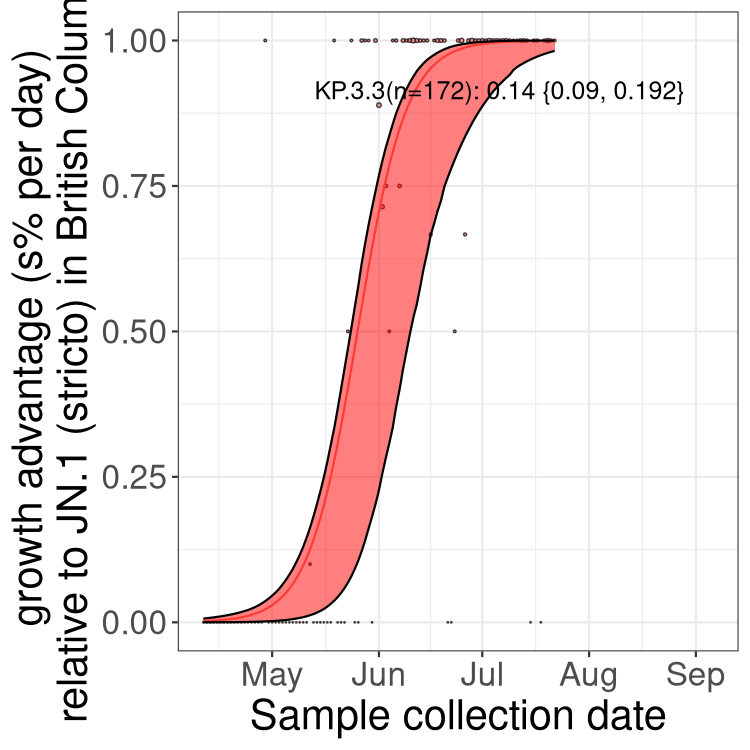 growth advantage (s% per day)
relative to JN.1 (stricto) in British Colum
1.00
0.75
0.50
0.25
0.00
KP.3.3(n=172): 0.14 {0.09, 0.192}
May Jun Jul Aug Sep
Sample collection date